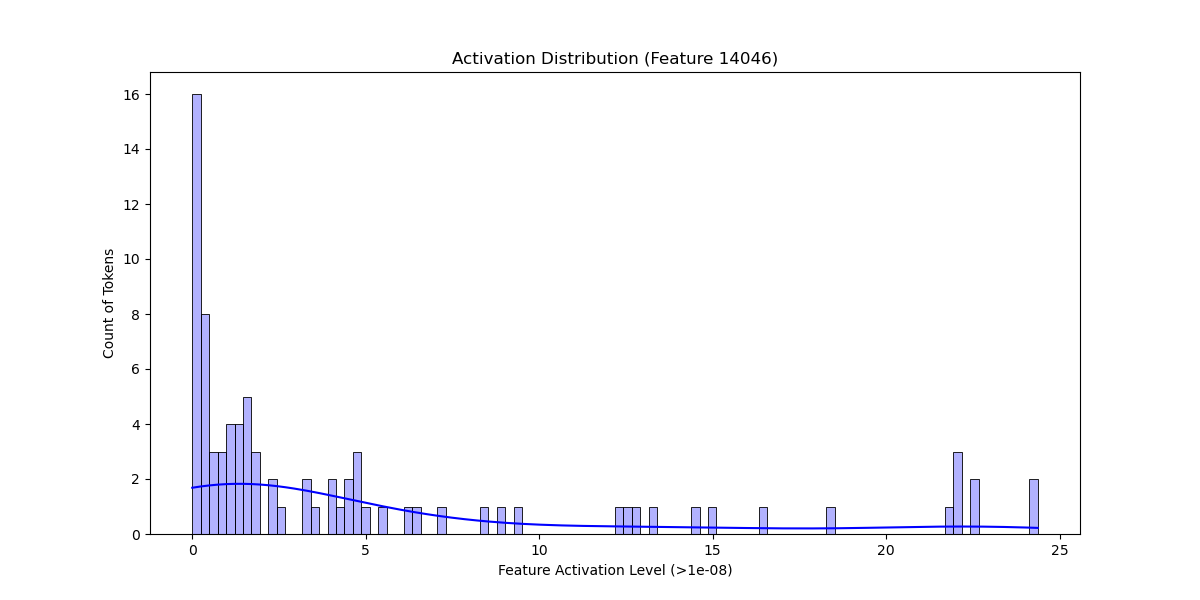 Activation Distribution (Feature 14046)
16
14
12
10
8
6
4
2
0
Count of Tokens
0 5 10 15 20 25
Feature Activation Level (>1e-08)